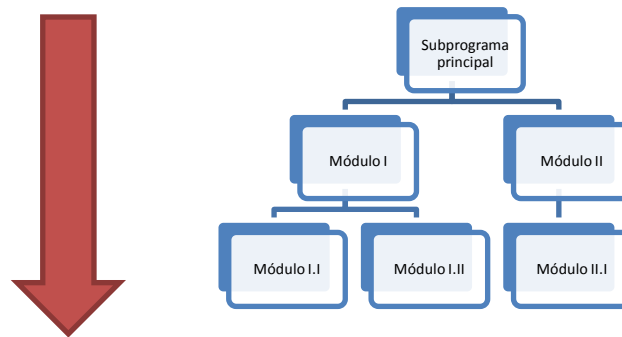 Subprograma
principal
Módulo I
Módulo II
Módulo I.I
Módulo I.II
Módulo II.I